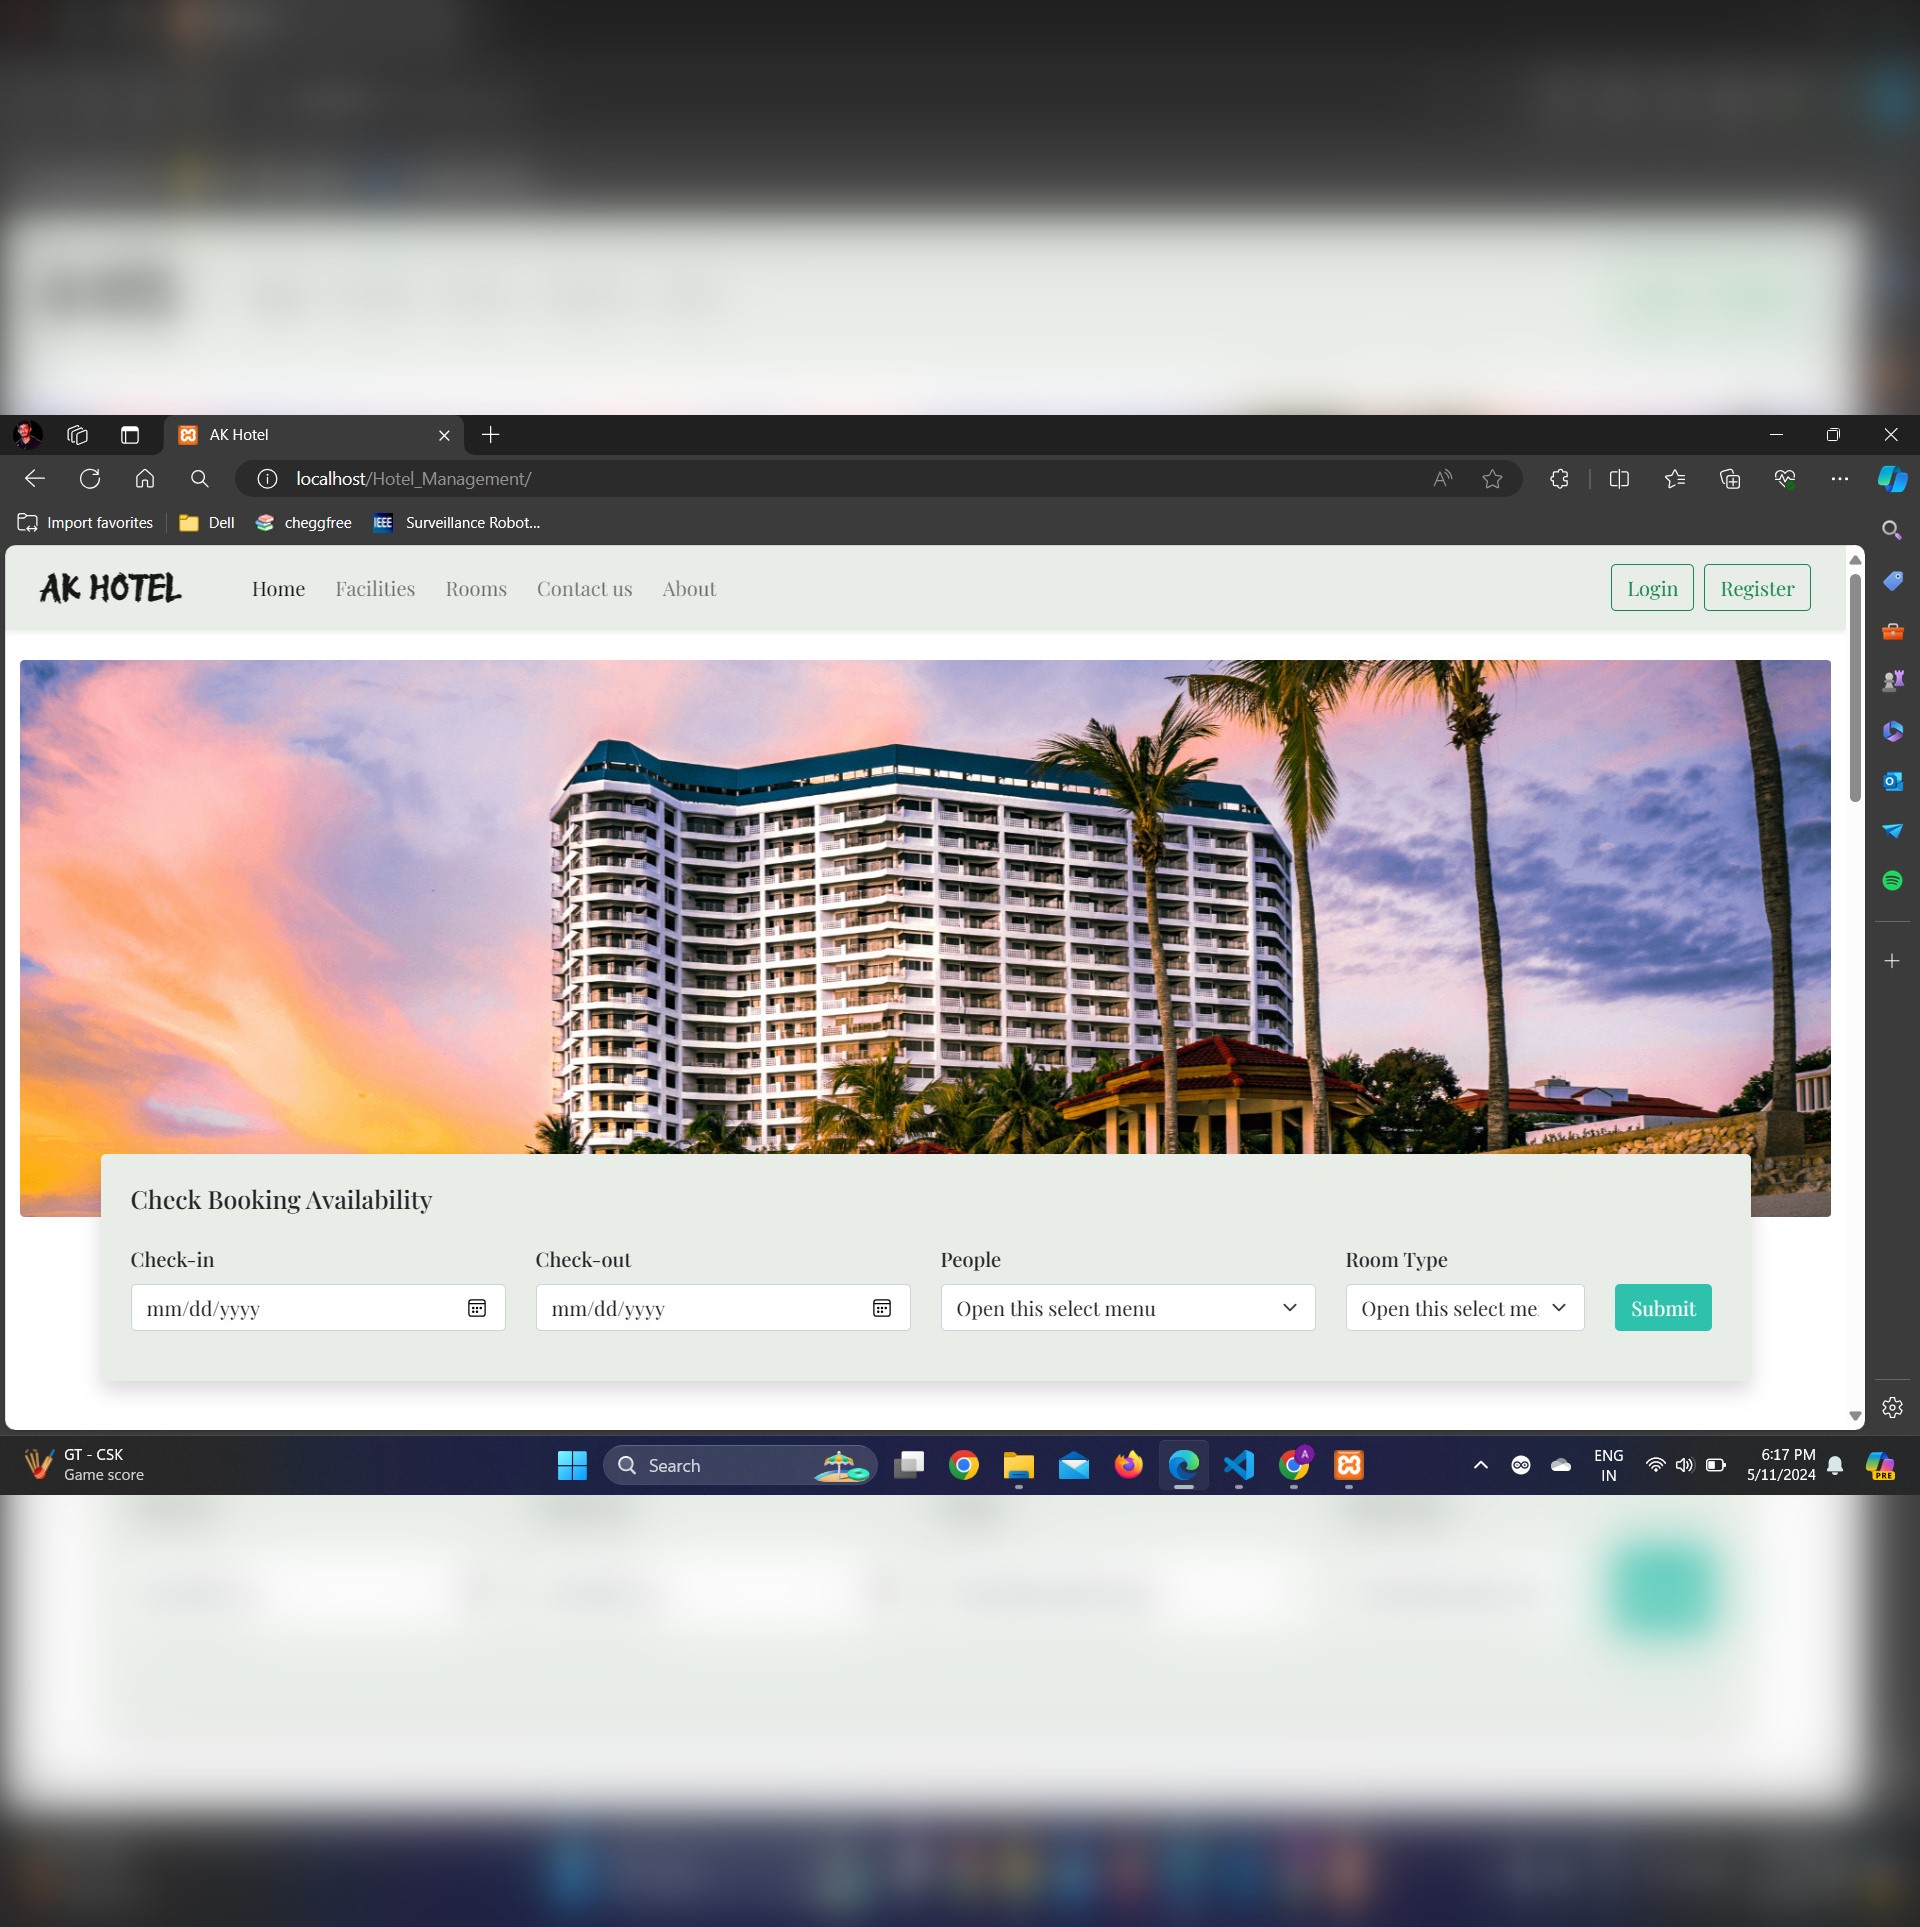 AK Hotel
localhost/Hotel_Management/
Import favorites Dell cheggfree IEEE Surveillance Robot...
AK HOTEL Home Facilities Rooms Contact us About Login Register
Check Booking Availability
Check-in Check-out People Room Type
mm/dd/yyyy mm/dd/yyyy Open this select menu Open this select me Submit
GT - CSK
Game score
Search
A
ENG
IN
6:17 PM
5/11/2024
PRE